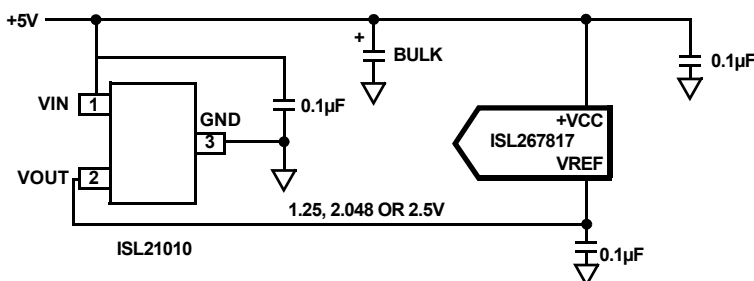 +5V
+
BULK
0.1µF
VIN
1
GND
0.1µF
3
+VCC
ISL267817
VREF
VOUT
2
1.25, 2.048 OR 2.5V
ISL21010
0.1µF